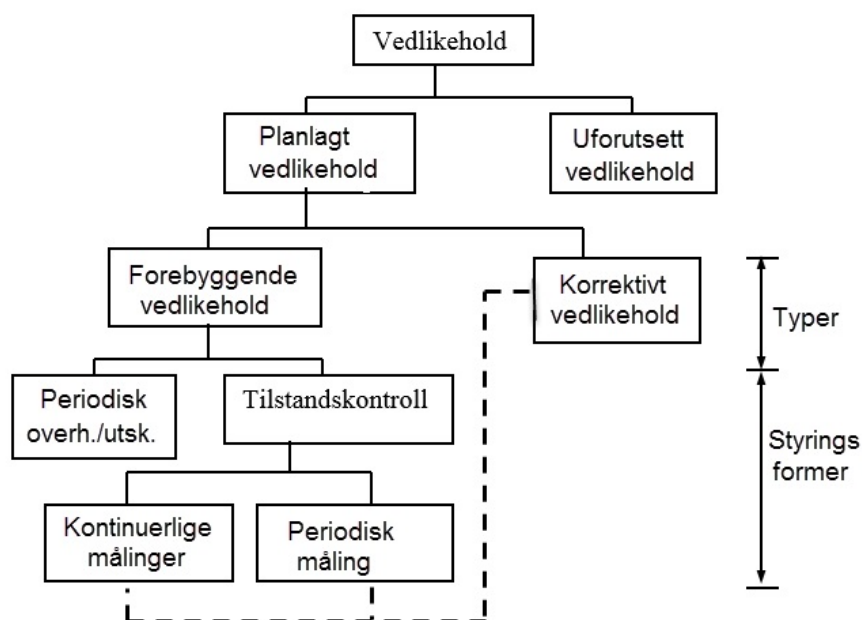 Vedlikehold
Planlagt
vedlikehold
Uforutsett
vedlikehold
Forebyggende
vedlikehold
Korrektivt
vedlikehold
Typer
Periodisk
overh./utsk.
Tilstandskontroll
Styrings
former
Kontinuerlige
målinger
Periodisk
måling